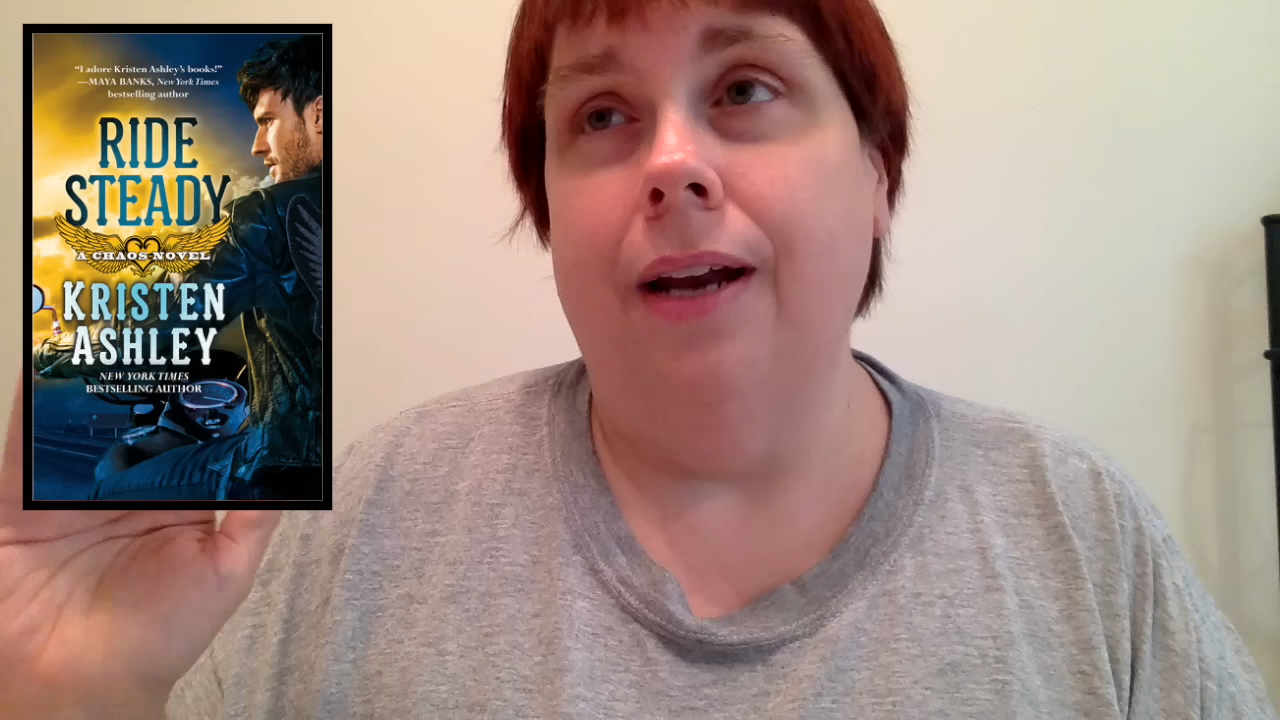 “I adore Kristen Ashley’s books!”
—MAYA BANKS, New York Times
bestselling author
RIDE
STEADY
A CHAOS NOVEL
KRISTEN
ASHLEY
NEW YORK TIMES
BESTSELLING AUTHOR